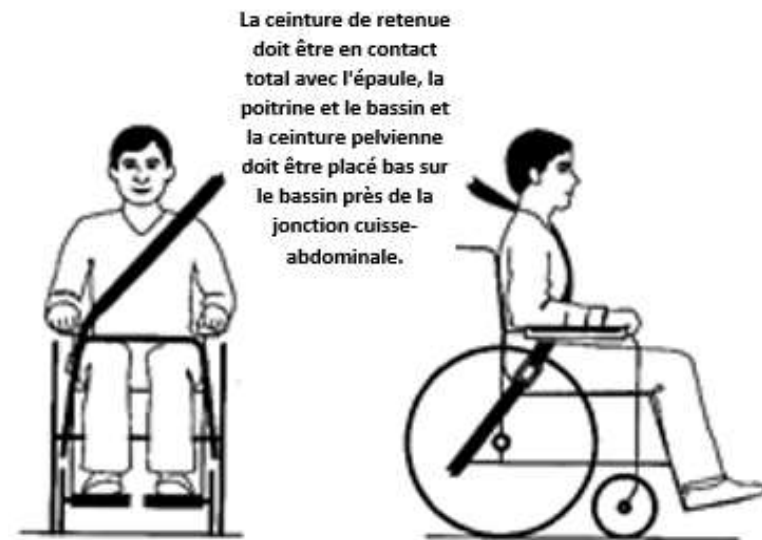 La ceinture de retenue
doit être en contact
total avec l'épaule, la
poitrine et le bassin et
la ceinture pelvienne
doit être placé bas sur
le bassin près de la
jonction cuisse-
abdominale.